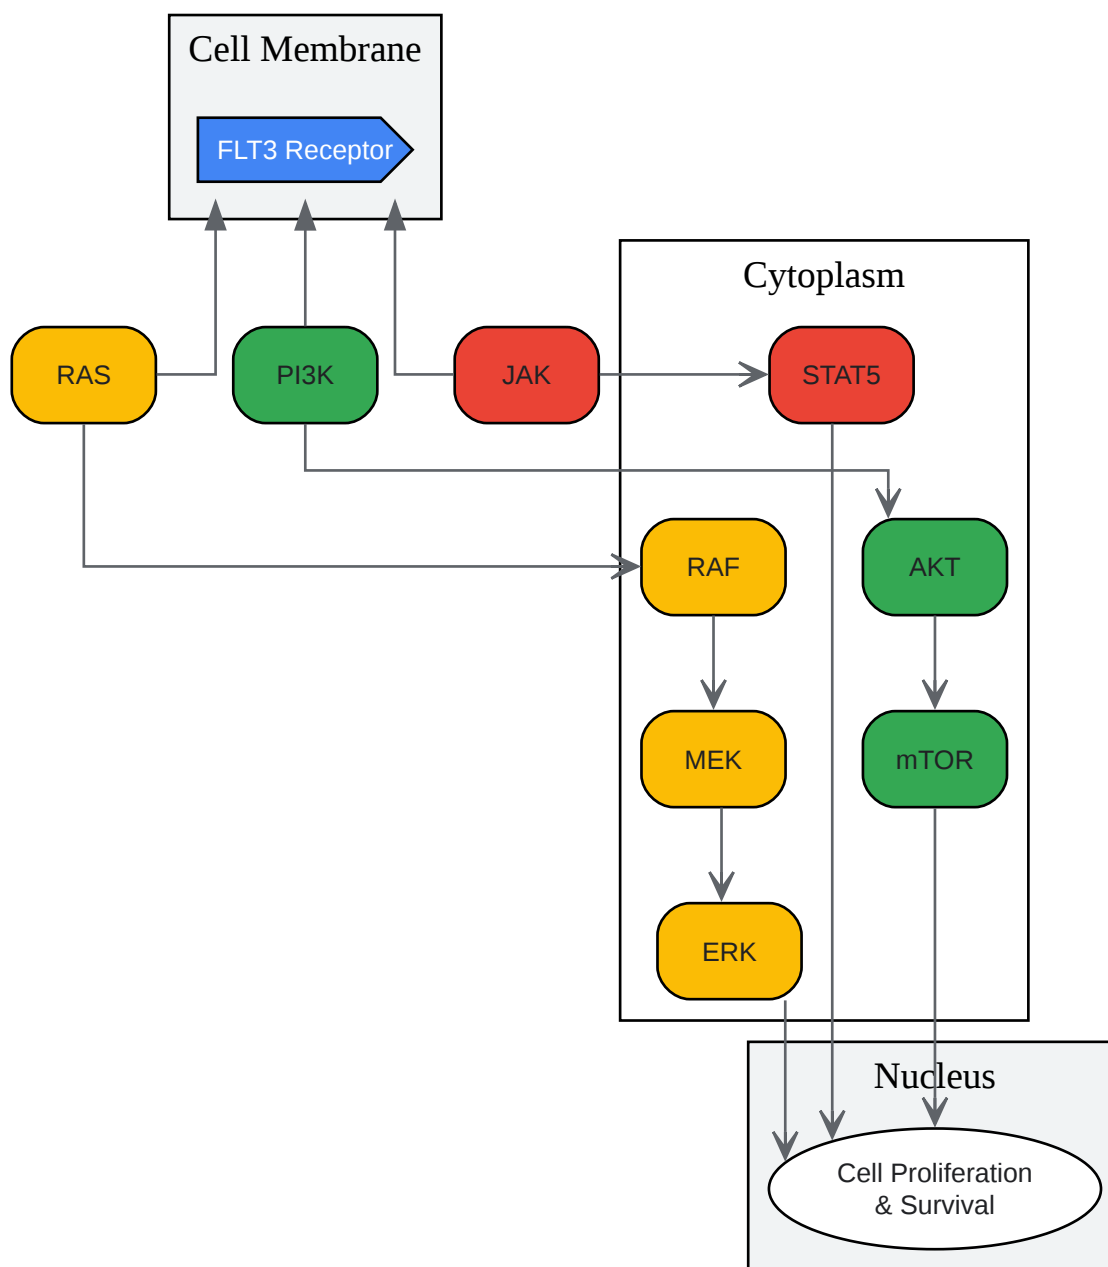 Cell Membrane
FLT3 Receptor
Cytoplasm
RAS
PI3K
JAK
STAT5
RAF
AKT
MEK
mTOR
ERK
Nucleus
Cell Proliferation
& Survival